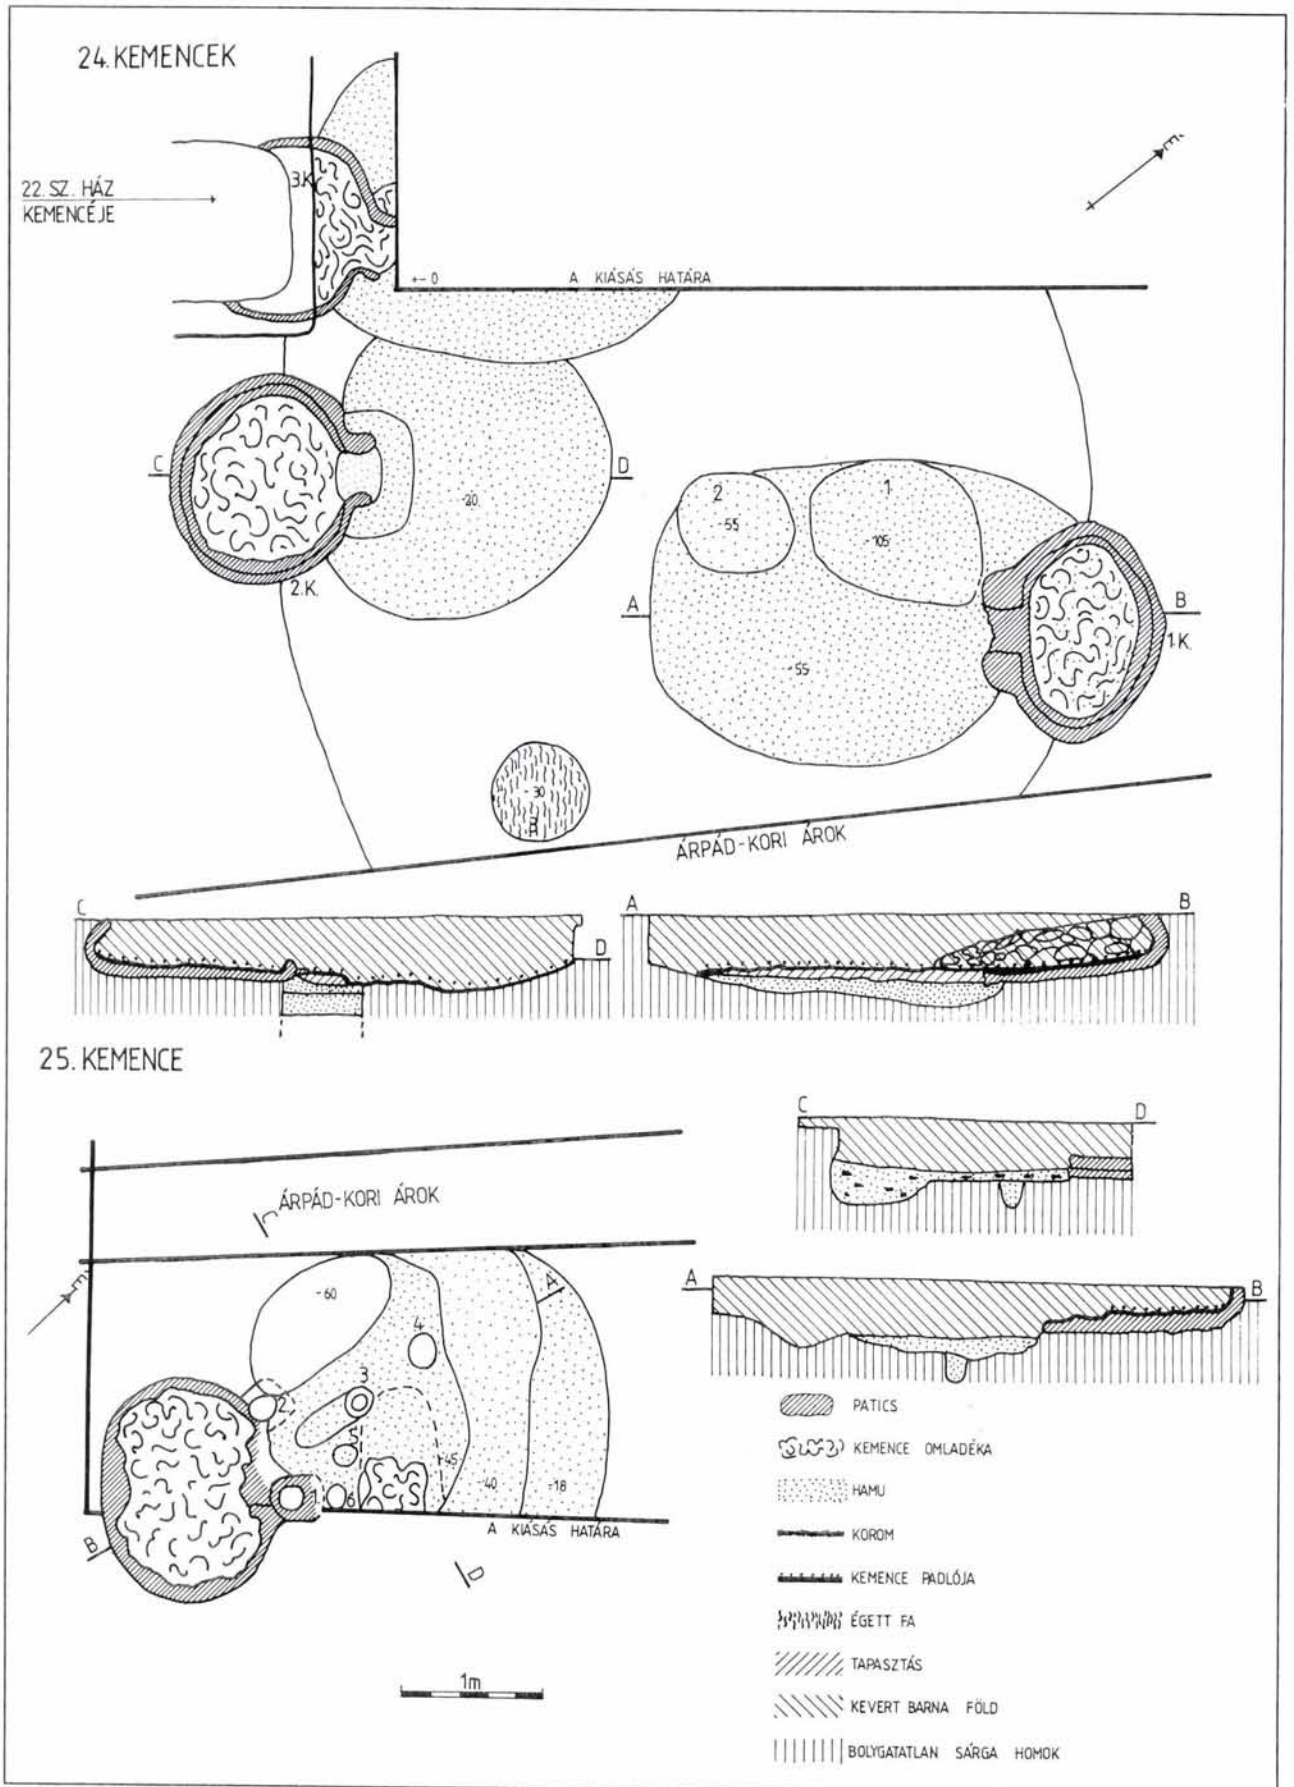 24. KEMENCEK
3.K.
22. SZ. HÁZ
KEMENCÉJE
É.
+- 0
A KIÁSÁS HATÁRA
C
D
-20
2.K.
2
-55
1
-105
A
B
1.K.
-55
-30
3
ÁRPÁD-KORI ÁROK
C
D
A
B
25. KEMENCE
C
D
ÁRPÁD-KORI ÁROK
C
É.
-60
A
4
3
2
5
-45
-40
-18
1
6
A KIÁSÁS HATÁRA
B
D
A
B
PATICS
KEMENCE OMLADÉKA
HAMU
KOROM
KEMENCE PADLÓJA
ÉGETT FA
TAPASZTÁS
KEVERT BARNA FÖLD
BOLYGATATLAN SÁRGA HOMOK
1m